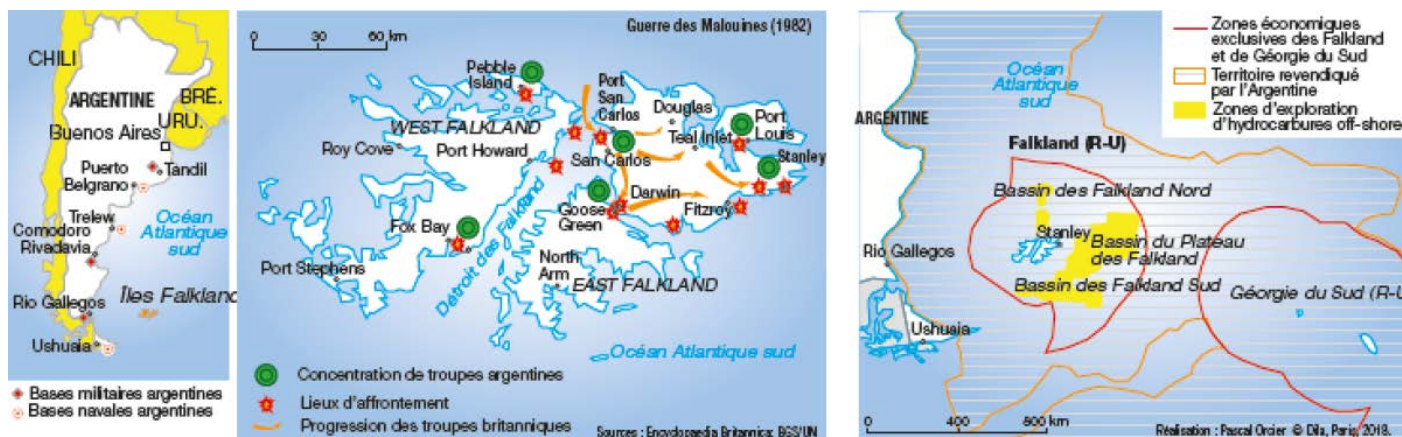 CHILI
ARGENTINE
BRÉ.
URU.
Buenos Aires
Puerto
Belgrano
Tandil
Trelew
Comodoro
Rivadavia
Océan
Atlantique
sud
Rio Gallegos
Îles Falkland
Ushuaia
Bases militaires argentines
Bases navales argentines
Guerre des Malouines (1982)
0 30 60 km
Pebble
Island
Port
San
Carlos
Douglas
Port
Louis
WEST FALKLAND
Teal Inlet
Roy Cove
Port Howard
San Carlos
Stanley
Darwin
Goose
Green
Fitzroy
Fox Bay
Détroit des Falkland
North
Arm
Port Stephens
EAST FALKLAND
Océan Atlantique sud
Concentration de troupes argentines
Lieux d'affrontement
Progression des troupes britanniques
Sources : Encyclopaedia Britannica; BGS/UN
Zones économiques
exclusives des Falkland
et de Géorgie du Sud
Territoire revendiqué
par l'Argentine
Zones d'exploration
d'hydrocarbures off-shore
Océan
Atlantique
sud
ARGENTINE
Falkland (R-U)
Bassin des Falkland Nord
Stanley
Bassin du Plateau
des Falkland
Rio Gallegos
Bassin des Falkland Sud
Géorgie du Sud (R-U
Ushuaia
0 400 800 km
Réalisation : Pascal Orcier © Dila, Paris, 2018.